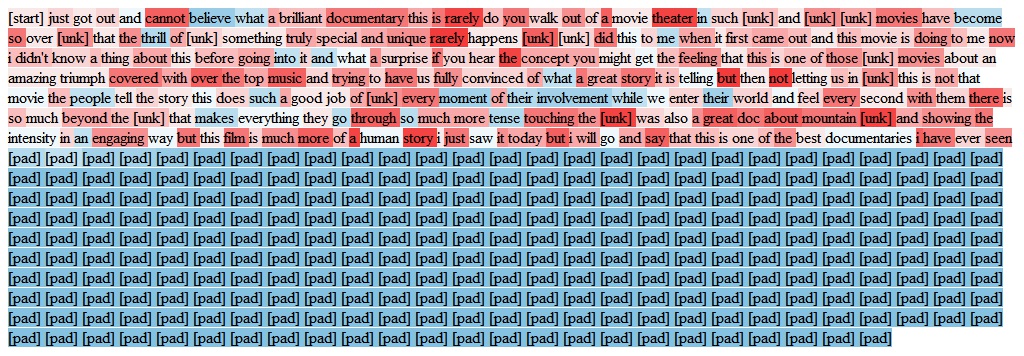 [start] just got out and cannot believe what a brilliant documentary this is rarely do you walk out of a movie theater in such [unk] and [unk] [unk] movies have become
so over [unk] that the thrill of [unk] something truly special and unique rarely happens [unk] [unk] did this to me when it first came out and this movie is doing to me now
i didn't know a thing about this before going into it and what a surprise if you hear the concept you might get the feeling that this is one of those [unk] movies about an
amazing triumph covered with over the top music and trying to have us fully convinced of what a great story it is telling but then not letting us in [unk] this is not that
movie the people tell the story this does such a good job of [unk] every moment of their involvement while we enter their world and feel every second with them there is
so much beyond the [unk] that makes everything they go through so much more tense touching the [unk] was also a great doc about mountain [unk] and showing the
intensity in an engaging way but this film is much more of a human story i just saw it today but i will go and say that this is one of the best documentaries i have ever seen
[pad] [pad] [pad] [pad] [pad] [pad] [pad] [pad] [pad] [pad] [pad] [pad] [pad] [pad] [pad] [pad] [pad] [pad] [pad] [pad] [pad] [pad] [pad] [pad] [pad] [pad] [pad]
[pad] [pad] [pad] [pad] [pad] [pad] [pad] [pad] [pad] [pad] [pad] [pad] [pad] [pad] [pad] [pad] [pad] [pad] [pad] [pad] [pad] [pad] [pad] [pad] [pad] [pad] [pad]
[pad] [pad] [pad] [pad] [pad] [pad] [pad] [pad] [pad] [pad] [pad] [pad] [pad] [pad] [pad] [pad] [pad] [pad] [pad] [pad] [pad] [pad] [pad] [pad] [pad] [pad] [pad]
[pad] [pad] [pad] [pad] [pad] [pad] [pad] [pad] [pad] [pad] [pad] [pad] [pad] [pad] [pad] [pad] [pad] [pad] [pad] [pad] [pad] [pad] [pad] [pad] [pad] [pad] [pad]
[pad] [pad] [pad] [pad] [pad] [pad] [pad] [pad] [pad] [pad] [pad] [pad] [pad] [pad] [pad] [pad] [pad] [pad] [pad] [pad] [pad] [pad] [pad] [pad] [pad] [pad] [pad]
[pad] [pad] [pad] [pad] [pad] [pad] [pad] [pad] [pad] [pad] [pad] [pad] [pad] [pad] [pad] [pad] [pad] [pad] [pad] [pad] [pad] [pad] [pad] [pad] [pad] [pad] [pad]
[pad] [pad] [pad] [pad] [pad] [pad] [pad] [pad] [pad] [pad] [pad] [pad] [pad] [pad] [pad] [pad] [pad] [pad] [pad] [pad] [pad] [pad] [pad] [pad] [pad] [pad] [pad]
[pad] [pad] [pad] [pad] [pad] [pad] [pad] [pad] [pad] [pad] [pad] [pad] [pad] [pad] [pad] [pad] [pad] [pad] [pad] [pad] [pad] [pad] [pad] [pad] [pad] [pad] [pad]
[pad] [pad] [pad] [pad] [pad] [pad] [pad] [pad] [pad] [pad] [pad] [pad] [pad] [pad] [pad] [pad] [pad] [pad] [pad] [pad] [pad] [pad] [pad] [pad] [pad] [pad] [pad]
[pad] [pad] [pad] [pad] [pad] [pad] [pad] [pad] [pad] [pad] [pad] [pad] [pad] [pad] [pad] [pad] [pad] [pad] [pad] [pad] [pad] [pad] [pad] [pad]